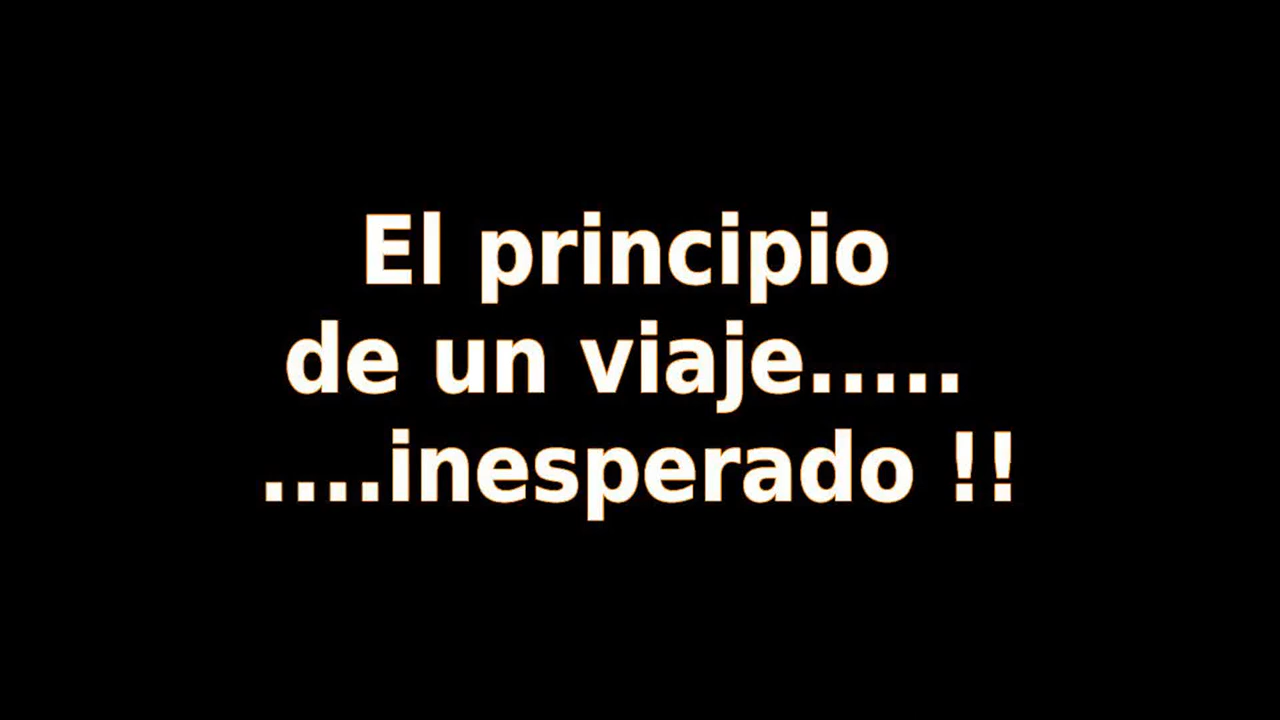 El principio
de un viaje.....
....inesperado !!